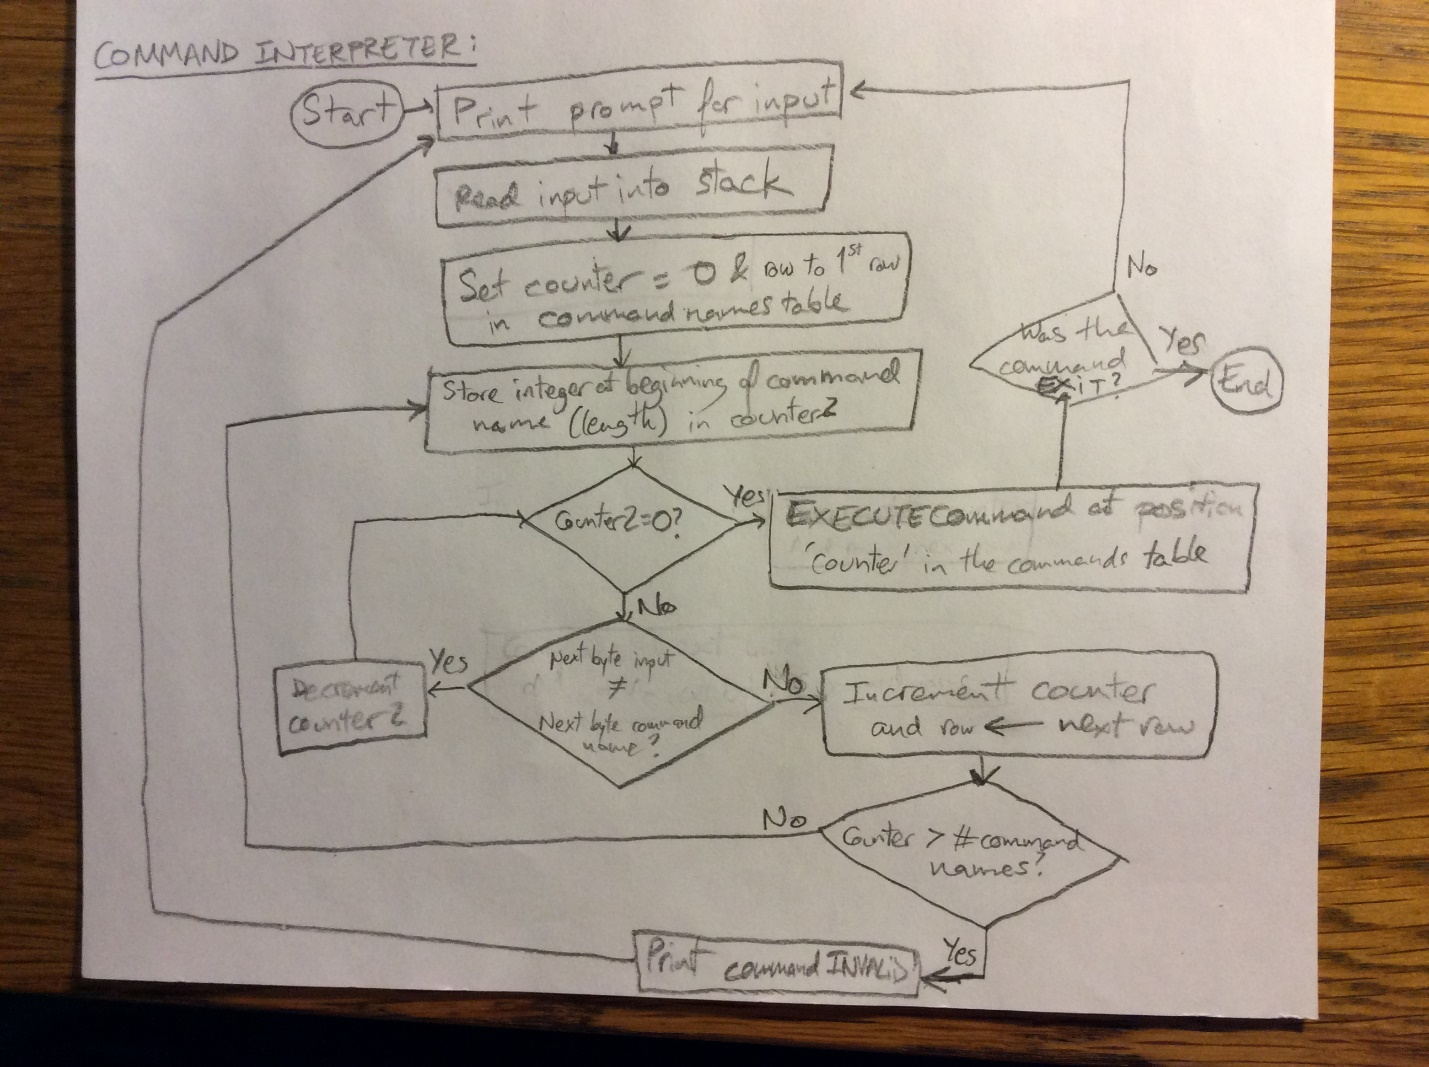 COMMAND INTERPRETER:
Start
Print prompt for input
Read input into stack
Set counter = 0 & row to 1st row
in command names table
Store integer at beginning of command
name (length) in counter2
Counter2=0?
Yes
EXECUTE command at position
'counter' in the commands table
Was the
command
EXIT?
No
Yes
End
No
Next byte input
≠
Next byte command
name?
Yes
Decrement
counter2
No
Increment counter
and row ← next row
Counter > # command
names?
No
Yes
Print command INVALID